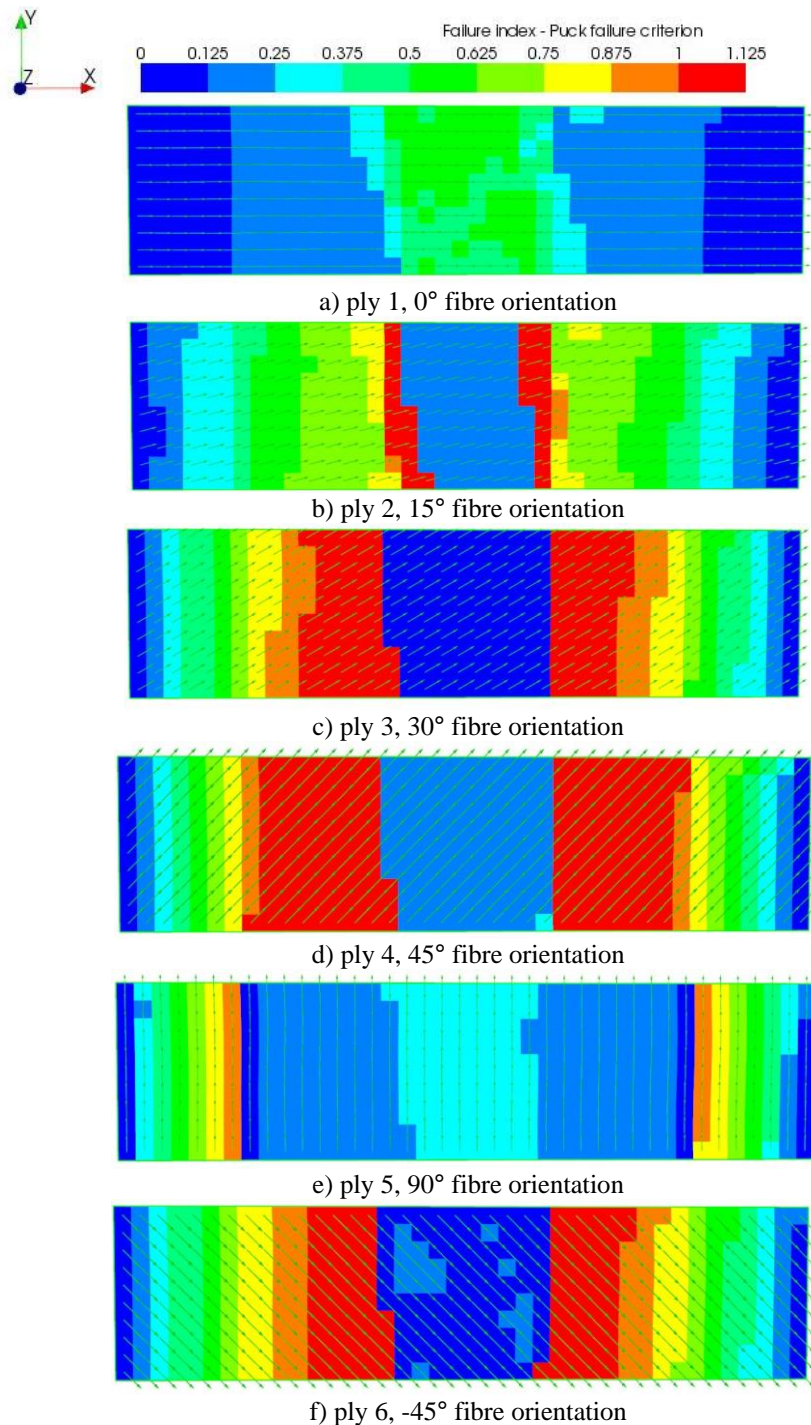 Y
Z X
Failure index - Puck failure criterion
0 0.125 0.25 0.375 0.5 0.625 0.75 0.875 1 1.125
a) ply 1, 0° fibre orientation
b) ply 2, 15° fibre orientation
c) ply 3, 30° fibre orientation
d) ply 4, 45° fibre orientation
e) ply 5, 90° fibre orientation
f) ply 6, -45° fibre orientation